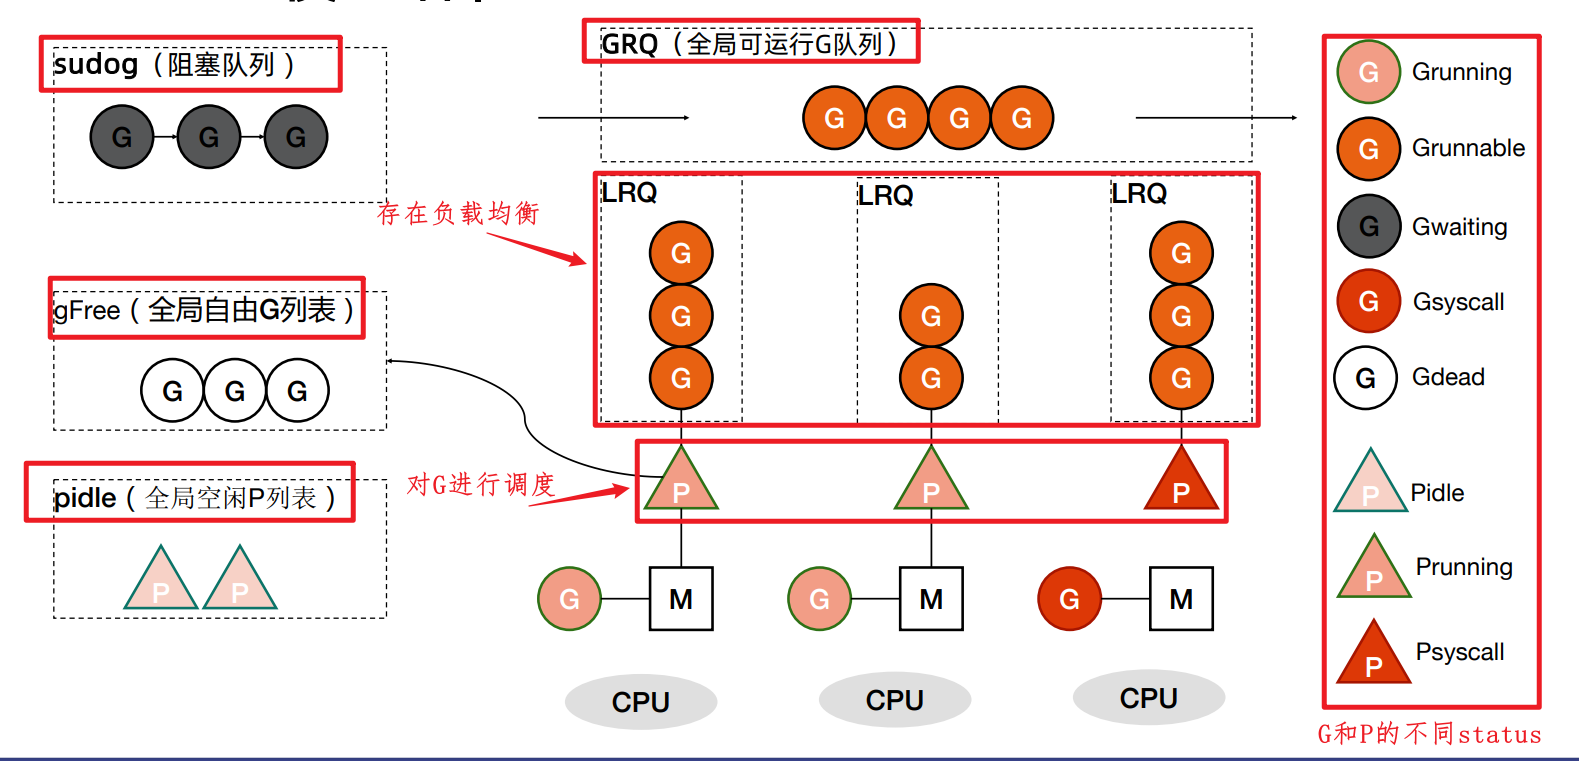 sudog（阻塞队列）
G G G
GRQ（全局可运行G队列）
G G G G
存在负载均衡
LRQ
G
G
G
LRQ
G
G
LRQ
G
G
G
gFree（全局自由G列表）
G G G
对G进行调度
P P P
pidle（全局空闲P列表）
P P
G M
G M
G M
CPU
CPU
CPU
G Grunning
G Grunnable
G Gwaiting
G Gsyscall
G Gdead
P Pidle
P Prunning
P Psyscall
G和P的不同status